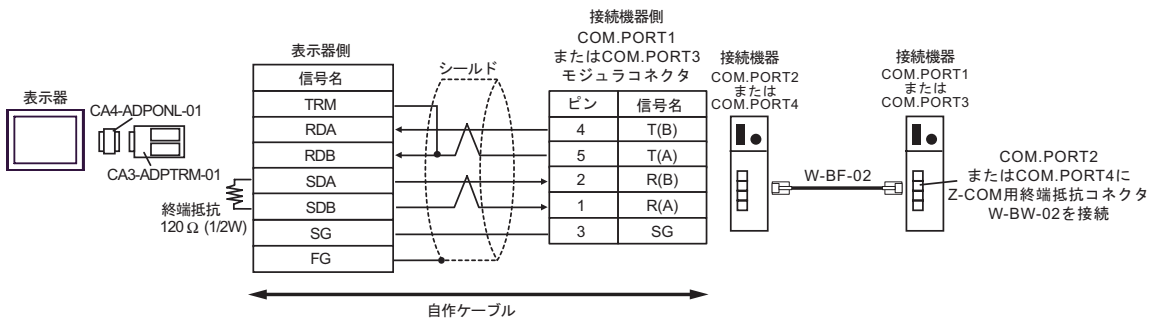 表示器
CA4-ADPONL-01
CA3-ADPTRM-01
表示器側
信号名
TRM
RDA
RDB
SDA
SDB
SG
FG
終端抵抗
120 Ω (1/2W)
シールド
接続機器側
COM.PORT1
またはCOM.PORT3
モジュラコネクタ
ピン 信号名
4 T(B)
5 T(A)
2 R(B)
1 R(A)
3 SG
自作ケーブル
接続機器
COM.PORT2
または
COM.PORT4
W-BF-02
接続機器
COM.PORT1
または
COM.PORT3
COM.PORT2
またはCOM.PORT4に
Z-COM用終端抵抗コネクタ
W-BW-02を接続